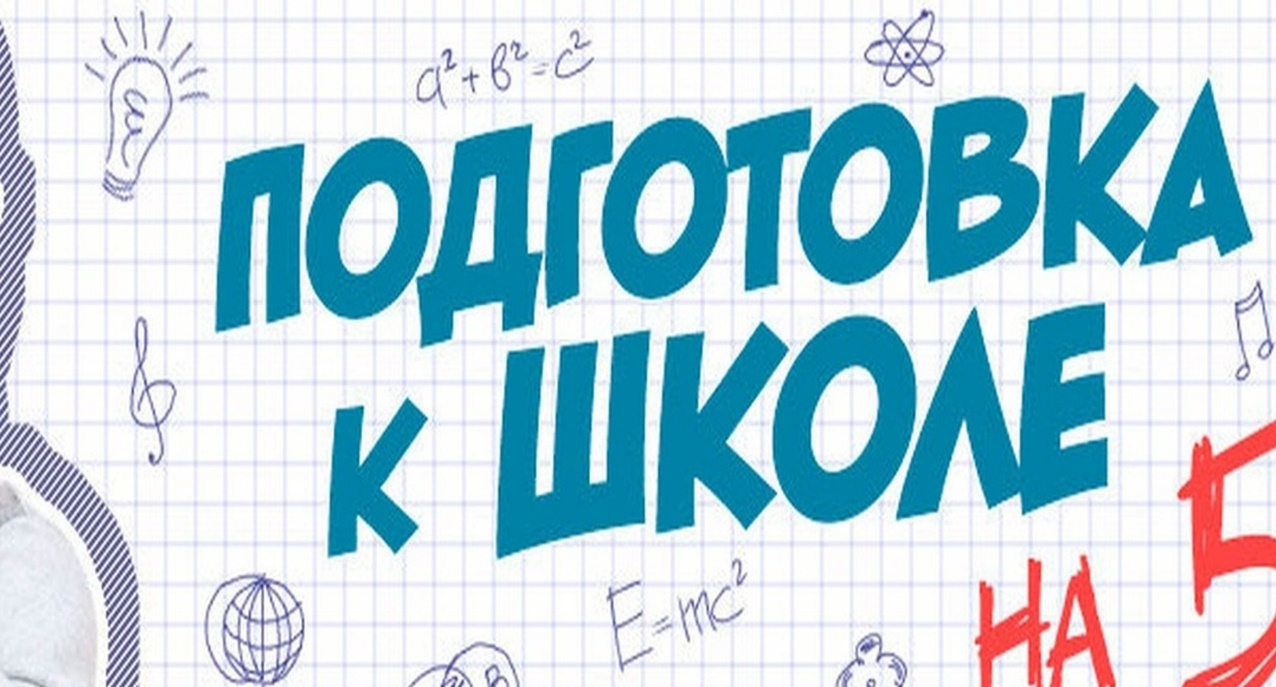 a²+b²=c²
ПОДГОТОВКА
К ШКОЛЕ
E=mc²
НА 5